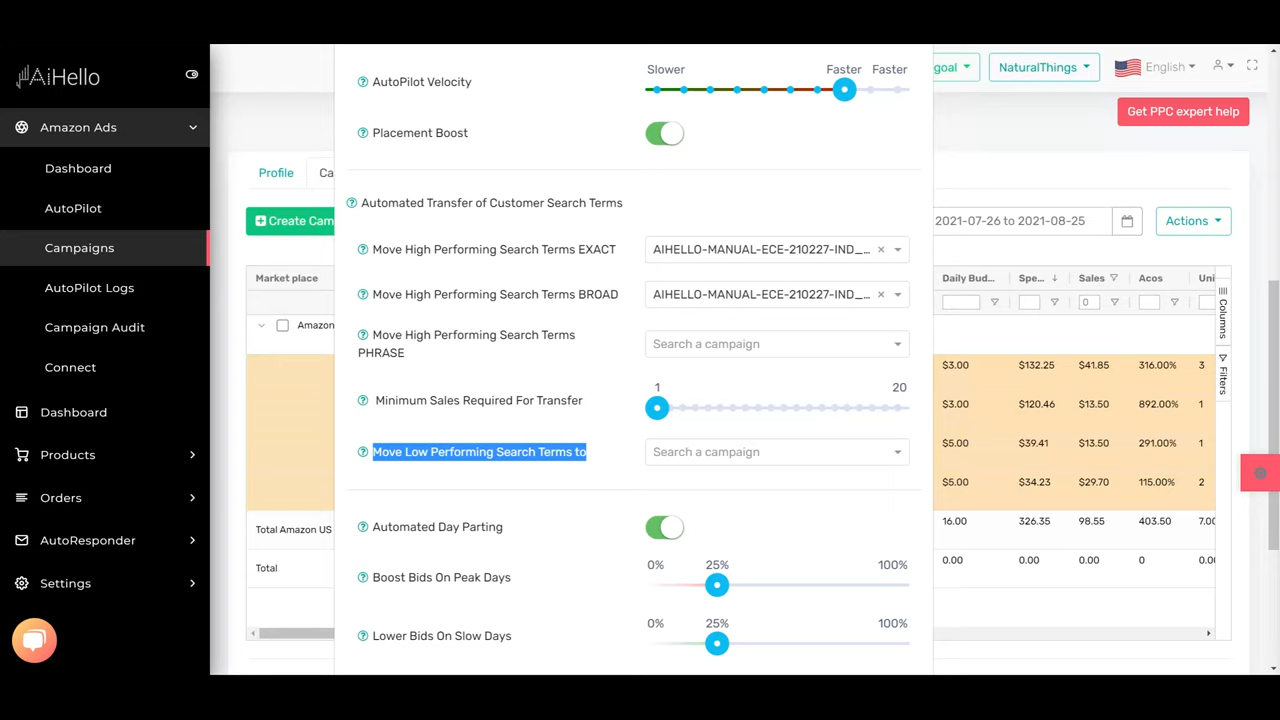 AiHello
Amazon Ads
Dashboard
AutoPilot
Campaigns
AutoPilot Logs
Campaign Audit
Connect
Dashboard
Products
Orders
AutoResponder
Settings
goal
NaturalThings
English
Get PPC expert help
Profile
Ca
Create Cam
2021-07-26 to 2021-08-25
Actions
Market place
Daily Bud...
Spe...
Sales
Acos
Uni
0
Amazon
$3.00 $132.25 $41.85 316.00% 3
$3.00 $120.46 $13.50 892.00% 1
$5.00 $39.41 $13.50 291.00% 1
$5.00 $34.23 $29.70 115.00% 2
Total Amazon US
16.00 326.35 98.55 403.50 7.00
Total
0.00 0.00 0.00 0.00 0.00
Columns
Filters
AutoPilot Velocity
Slower Faster Faster
Placement Boost
Automated Transfer of Customer Search Terms
Move High Performing Search Terms EXACT
AIHELLO-MANUAL-ECE-210227-IND_...
Move High Performing Search Terms BROAD
AIHELLO-MANUAL-ECE-210227-IND_...
Move High Performing Search Terms
PHRASE
Search a campaign
Minimum Sales Required For Transfer
1 20
Move Low Performing Search Terms to
Search a campaign
Automated Day Parting
Boost Bids On Peak Days
0% 25% 100%
Lower Bids On Slow Days
0% 25% 100%